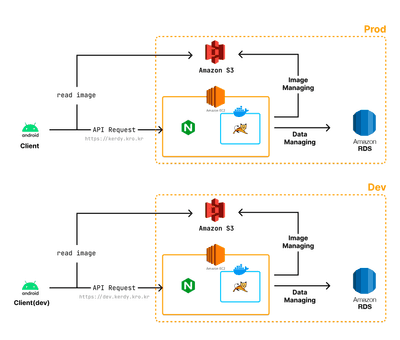 Prod
Amazon S3
read image
Image
Managing
Amazon EC2
android
Client
API Request
https://kerdy.kro.kr
Data
Managing
Amazon
RDS
Dev
Amazon S3
read image
Image
Managing
Amazon EC2
android
Client(dev)
API Request
https://dev.kerdy.kro.kr
Data
Managing
Amazon
RDS